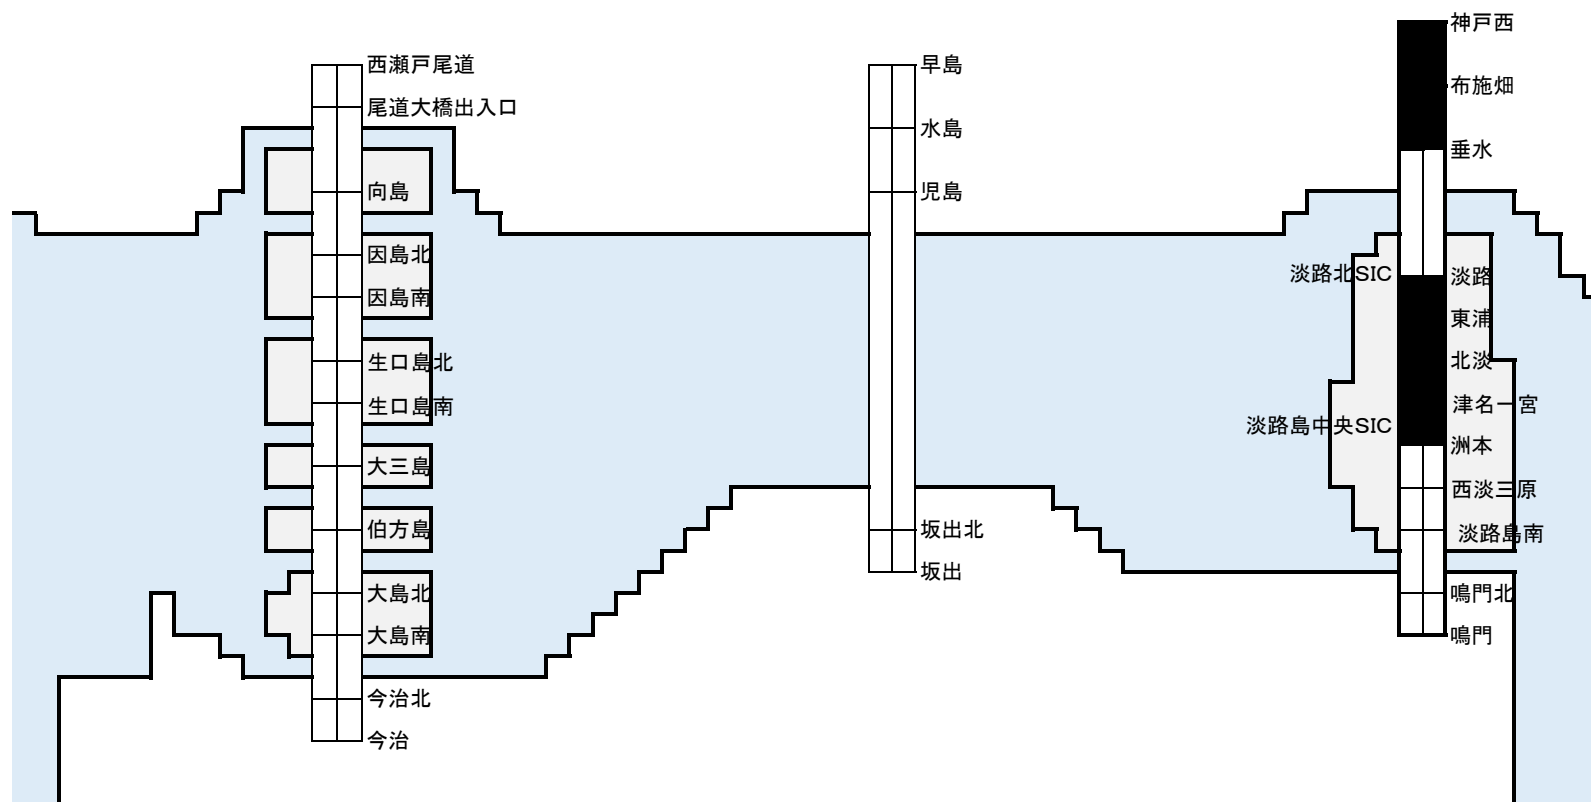 西瀬戸尾道
尾道大橋出入口
向島
因島北
因島南
生口島北
生口島南
大三島
伯方島
大島北
大島南
今治北
今治
早島
水島
児島
坂出北
坂出
神戸西
布施畑
垂水
淡路北SIC
淡路
東浦
北淡
津名一宮
淡路島中央SIC
洲本
西淡三原
淡路島南
鳴門北
鳴門